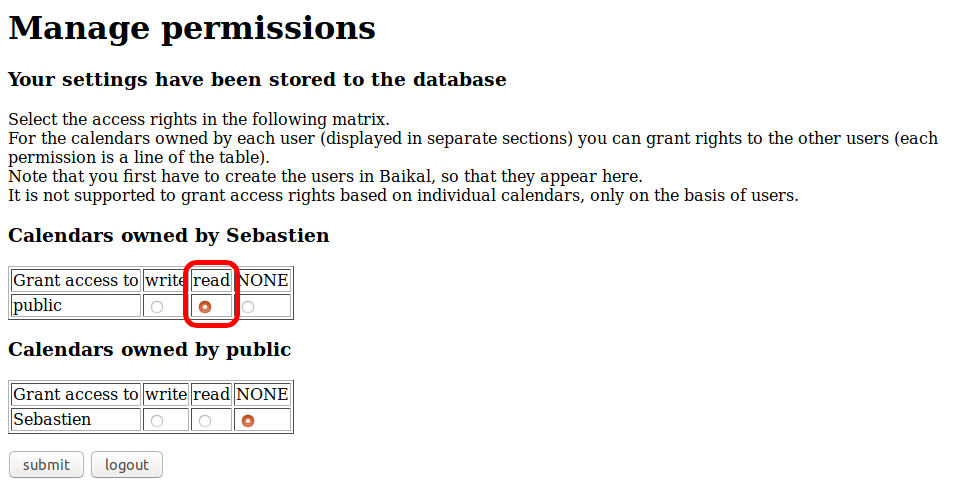 Manage permissions
Your settings have been stored to the database
Select the access rights in the following matrix.
For the calendars owned by each user (displayed in separate sections) you can grant rights to the other users (each
permission is a line of the table).
Note that you first have to create the users in Baikal, so that they appear here.
It is not supported to grant access rights based on individual calendars, only on the basis of users.
Calendars owned by Sebastien
Grant access to write read NONE
public
Calendars owned by public
Grant access to write read NONE
Sebastien
submit logout